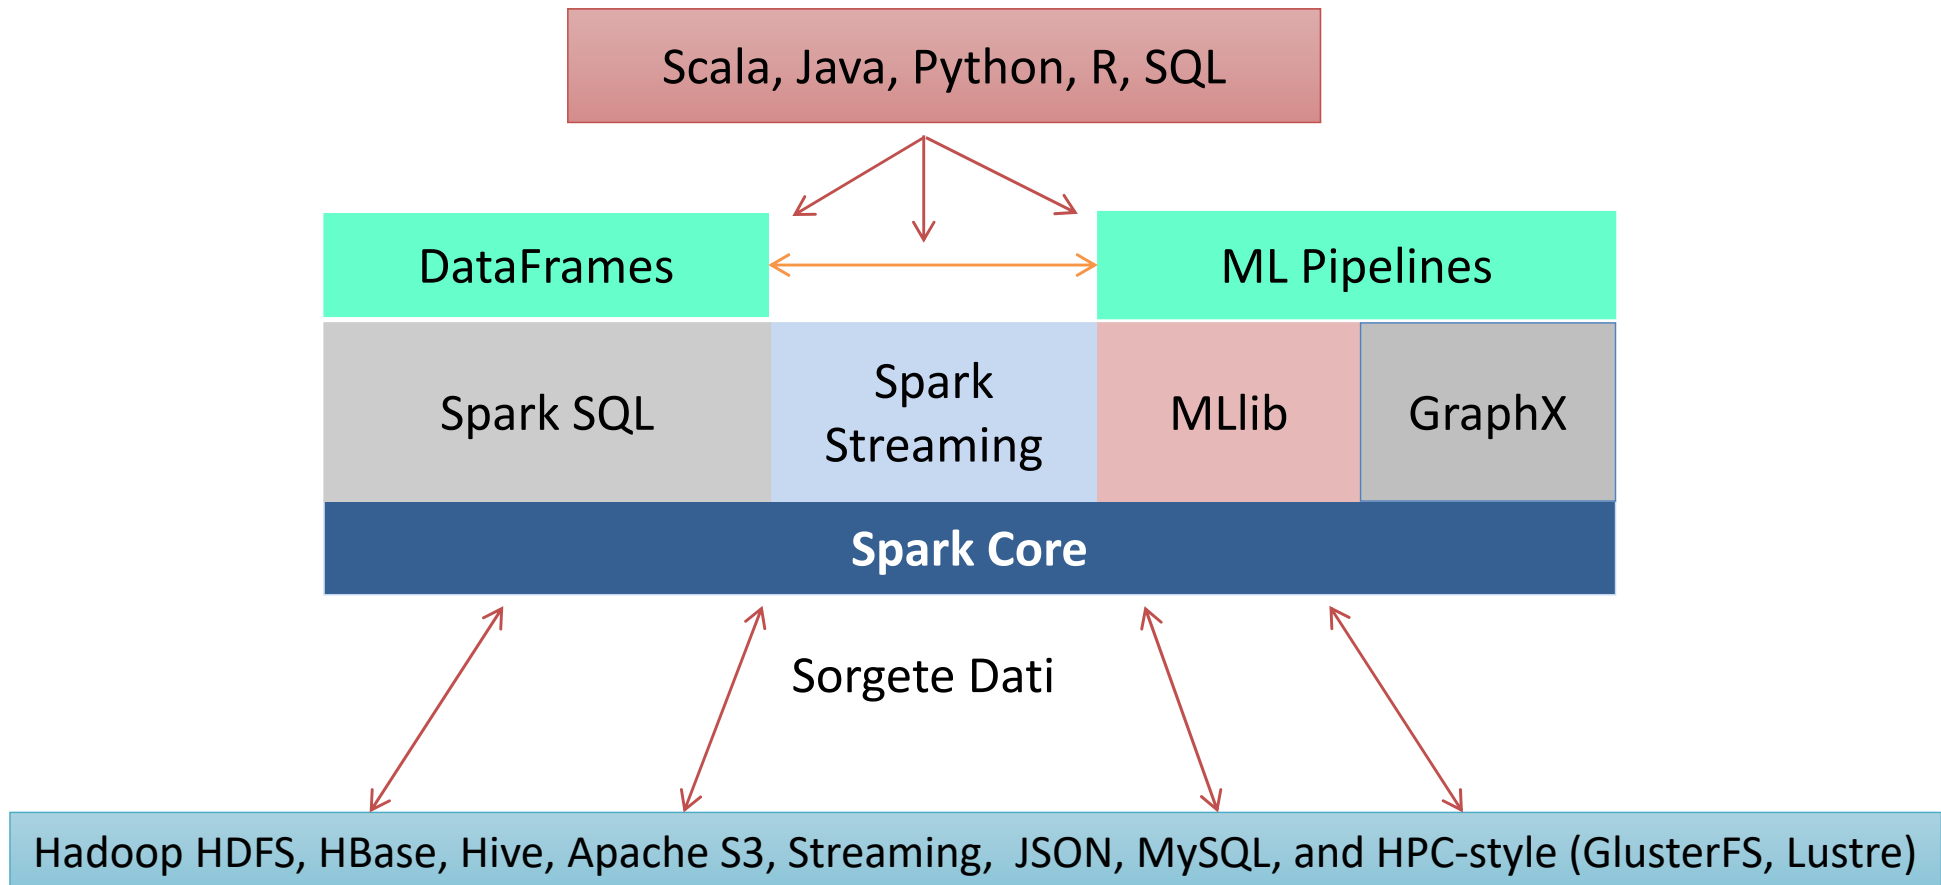 Scala, Java, Python, R, SQL
DataFrames
ML Pipelines
Spark SQL
Spark
Streaming
MLlib
GraphX
Spark Core
Sorgete Dati
Hadoop HDFS, HBase, Hive, Apache S3, Streaming, JSON, MySQL, and HPC-style (GlusterFS, Lustre)